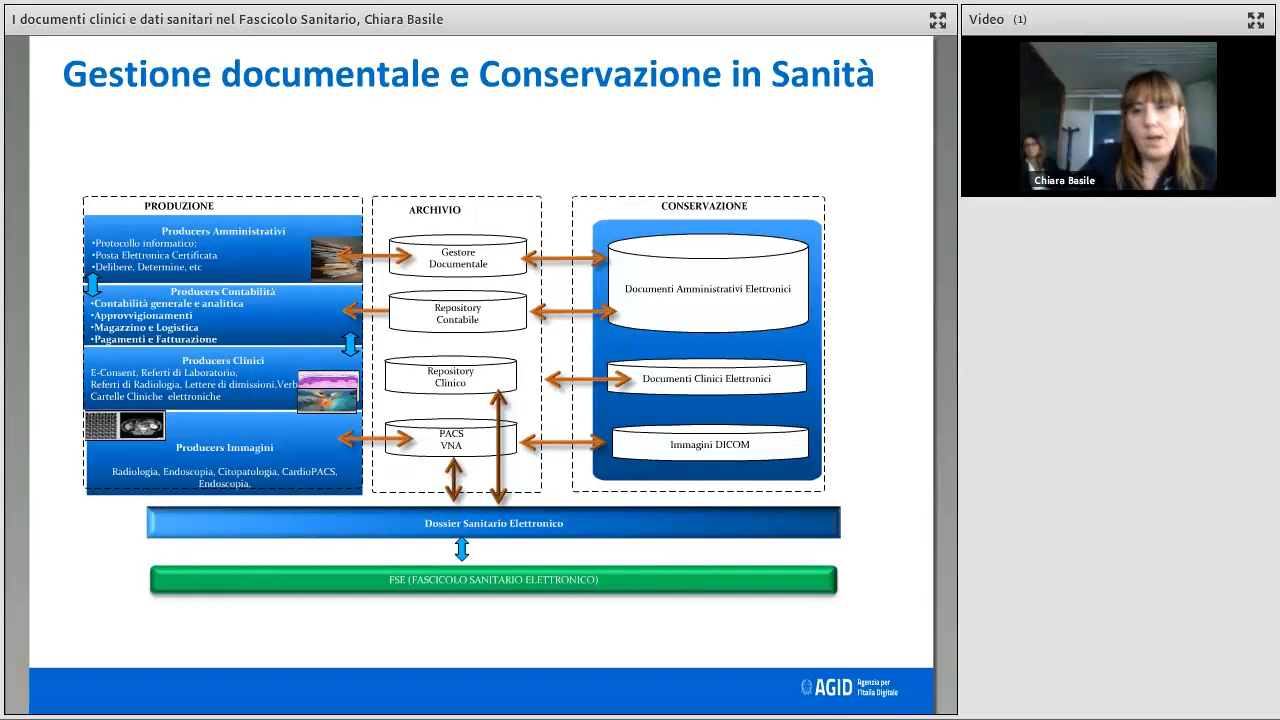 I documenti clinici e dati sanitari nel Fascicolo Sanitario, Chiara Basile
Video (1)
Chiara Basile
Gestione documentale e Conservazione in Sanità
PRODUZIONE
Producers Amministrativi
•Protocollo informatico;
•Posta Elettronica Certificata
•Delibere, Determine, etc
Producers Contabilità
•Contabilità generale e analitica
•Approvvigionamenti
•Magazzino e Logistica
•Pagamenti e Fatturazione
Producers Clinici
E-Consent, Referti di Laboratorio,
Referti di Radiologia, Lettere di dimissioni,Verb
Cartelle Cliniche elettroniche
Producers Immagini
Radiologia, Endoscopia, Citopatologia, CardioPACS,
Endoscopia,
ARCHIVIO
Gestore
Documentale
Repository
Contabile
Repository
Clinico
PACS
VNA
CONSERVAZIONE
Documenti Amministrativi Elettronici
Documenti Clinici Elettronici
Immagini DICOM
Dossier Sanitario Elettronico
FSE (FASCICOLO SANITARIO ELETTRONICO)
AGID
Agenzia per
l'Italia Digitale